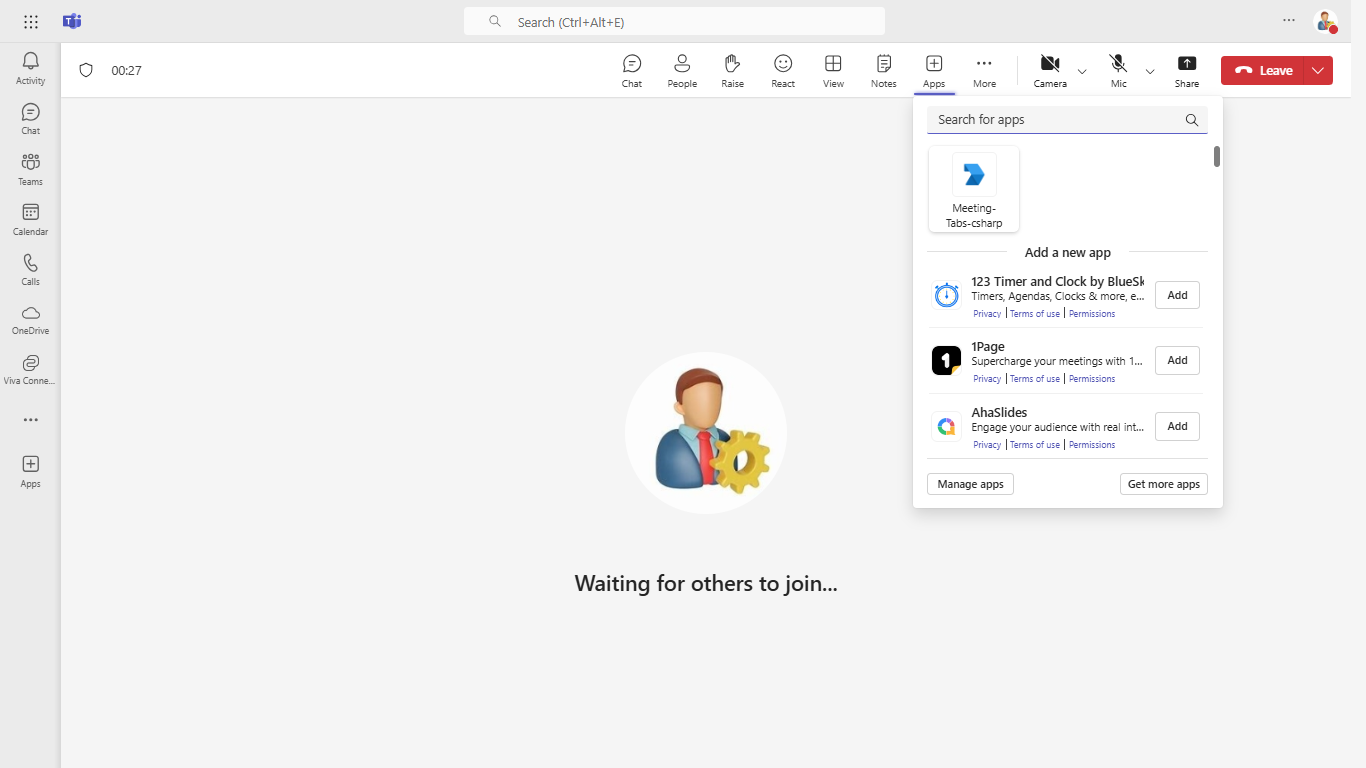 Search (Ctrl+Alt+E)
Activity
Chat
Teams
Calendar
Calls
OneDrive
Viva Conne...
Apps
00:27
Chat
People
Raise
React
View
Notes
Apps
More
Camera
Mic
Share
Leave
Search for apps
Meeting-
Tabs-csharp
Add a new app
123 Timer and Clock by BlueSk
Timers, Agendas, Clocks & more, e...
Privacy | Terms of use | Permissions
Add
1Page
Supercharge your meetings with 1...
Privacy | Terms of use | Permissions
Add
AhaSlides
Engage your audience with real int...
Privacy | Terms of use | Permissions
Add
Manage apps
Get more apps
Waiting for others to join...